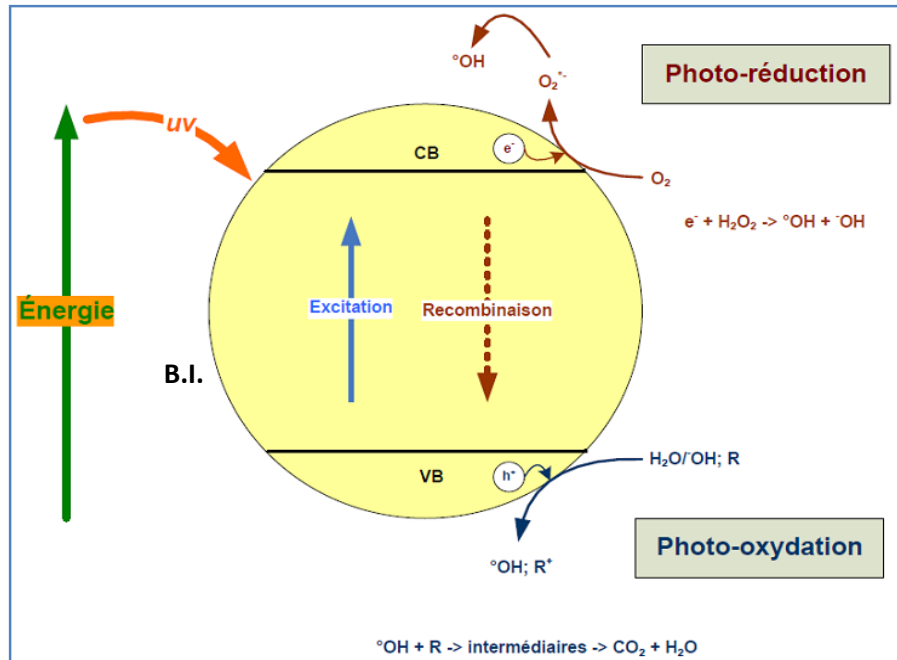 °OH
O₂°⁻
Photo-réduction
uv
CB
e⁻
O₂
e⁻ + H₂O₂ -> °OH + ⁻OH
Énergie
Excitation
Recombinaison
B.I.
VB
h⁺
H₂O/⁻OH; R
Photo-oxydation
°OH; R⁺
°OH + R -> intermédiaires -> CO₂ + H₂O